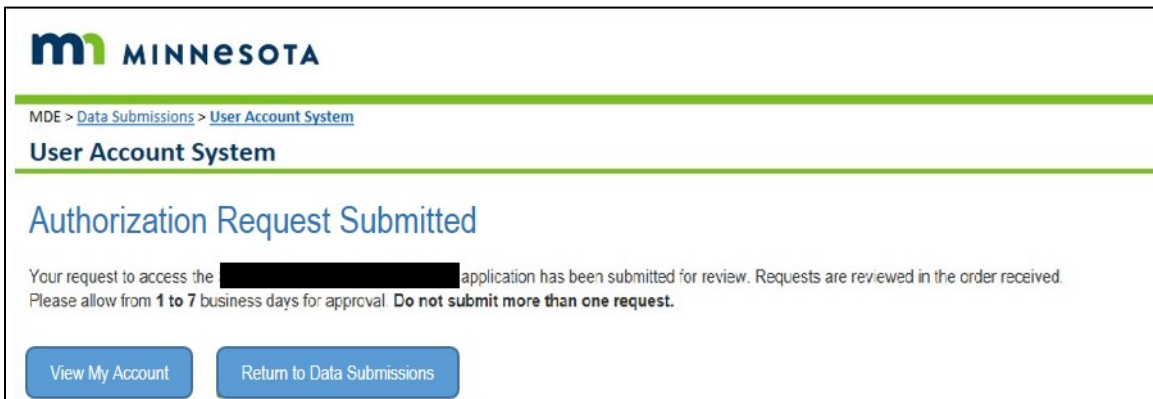 mn MINNESOTA
MDE > Data Submissions > User Account System
User Account System
Authorization Request Submitted
Your request to access the application has been submitted for review. Requests are reviewed in the order received.
Please allow from 1 to 7 business days for approval. Do not submit more than one request.
View My Account Return to Data Submissions